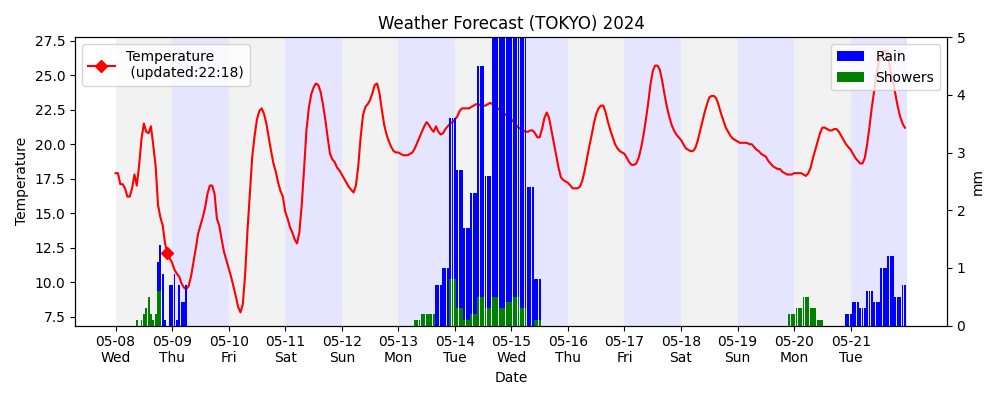 Weather Forecast (TOKYO) 2024
27.5
25.0
22.5
20.0
17.5
15.0
12.5
10.0
7.5
Temperature
Temperature
(updated:22:18)
Rain
Showers
5
4
3
2
1
0
mm
05-08 05-09 05-10 05-11 05-12 05-13 05-14 05-15 05-16 05-17 05-18 05-19 05-20 05-21
Wed Thu Fri Sat Sun Mon Tue Wed Thu Fri Sat Sun Mon Tue
Date